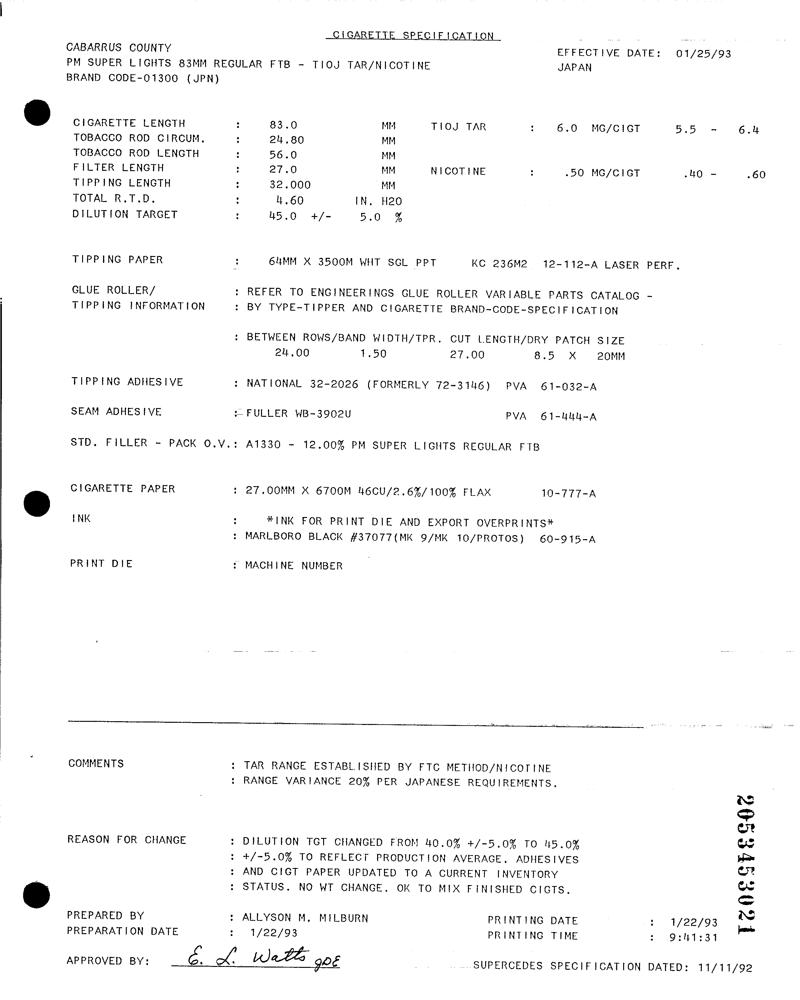 CIGARETTE SPECIFICATION
CABARRUS COUNTY
EFFECTIVE DATE: 01/25/93
PM SUPER LIGHTS 83MM REGULAR FTB - TIOJ TAR/NICOTINE
JAPAN
BRAND CODE-01300 (JPN)
CIGARETTE LENGTH : 83.0 MM TIOJ TAR : 6.0 MG/CIGT 5.5 - 6.4
TOBACCO ROD CIRCUM. : 24.80 MM
TOBACCO ROD LENGTH : 56.0 MM
FILTER LENGTH : 27.0 MM NICOTINE : .50 MG/CIGT .40 - .60
TIPPING LENGTH : 32.000 MM
TOTAL R.T.D. : 4.60 IN. H2O
DILUTION TARGET : 45.0 +/- 5.0 %
TIPPING PAPER : 64MM X 3500M WHT SGL PPT KC 236M2 12-112-A LASER PERF.
GLUE ROLLER/ : REFER TO ENGINEERINGS GLUE ROLLER VARIABLE PARTS CATALOG -
TIPPING INFORMATION : BY TYPE-TIPPER AND CIGARETTE BRAND-CODE-SPECIFICATION
: BETWEEN ROWS/BAND WIDTH/TPR. CUT LENGTH/DRY PATCH SIZE
24.00 1.50 27.00 8.5 X 20MM
TIPPING ADHESIVE : NATIONAL 32-2026 (FORMERLY 72-3146) PVA 61-032-A
SEAM ADHESIVE : FULLER WB-3902U PVA 61-444-A
STD. FILLER - PACK O.V.: A1330 - 12.00% PM SUPER LIGHTS REGULAR FTB
CIGARETTE PAPER : 27.00MM X 6700M 46CU/2.6%/100% FLAX 10-777-A
INK : *INK FOR PRINT DIE AND EXPORT OVERPRINTS*
: MARLBORO BLACK #37077(MK 9/MK 10/PROTOS) 60-915-A
PRINT DIE : MACHINE NUMBER
COMMENTS : TAR RANGE ESTABLISHED BY FTC METHOD/NICOTINE
: RANGE VARIANCE 20% PER JAPANESE REQUIREMENTS.
REASON FOR CHANGE : DILUTION TGT CHANGED FROM 40.0% +/-5.0% TO 45.0%
: +/-5.0% TO REFLECT PRODUCTION AVERAGE. ADHESIVES
: AND CIGT PAPER UPDATED TO A CURRENT INVENTORY
: STATUS. NO WT CHANGE. OK TO MIX FINISHED CIGTS.
PREPARED BY : ALLYSON M. MILBURN PRINTING DATE : 1/22/93
PREPARATION DATE : 1/22/93 PRINTING TIME : 9:41:31
APPROVED BY: E. L. Watts
SUPERCEDES SPECIFICATION DATED: 11/11/92
2053453021